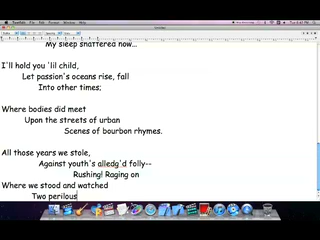 My sleep shattered now...
I'll hold you 'lil child,
Let passion's oceans rise, fall
Into other times;
Where bodies did meet
Upon the streets of urban
Scenes of bourbon rhymes.
All those years we stole,
Against youth's alledg'd folly--
Rushing! Raging on
Where we stood and watched
Two perilous